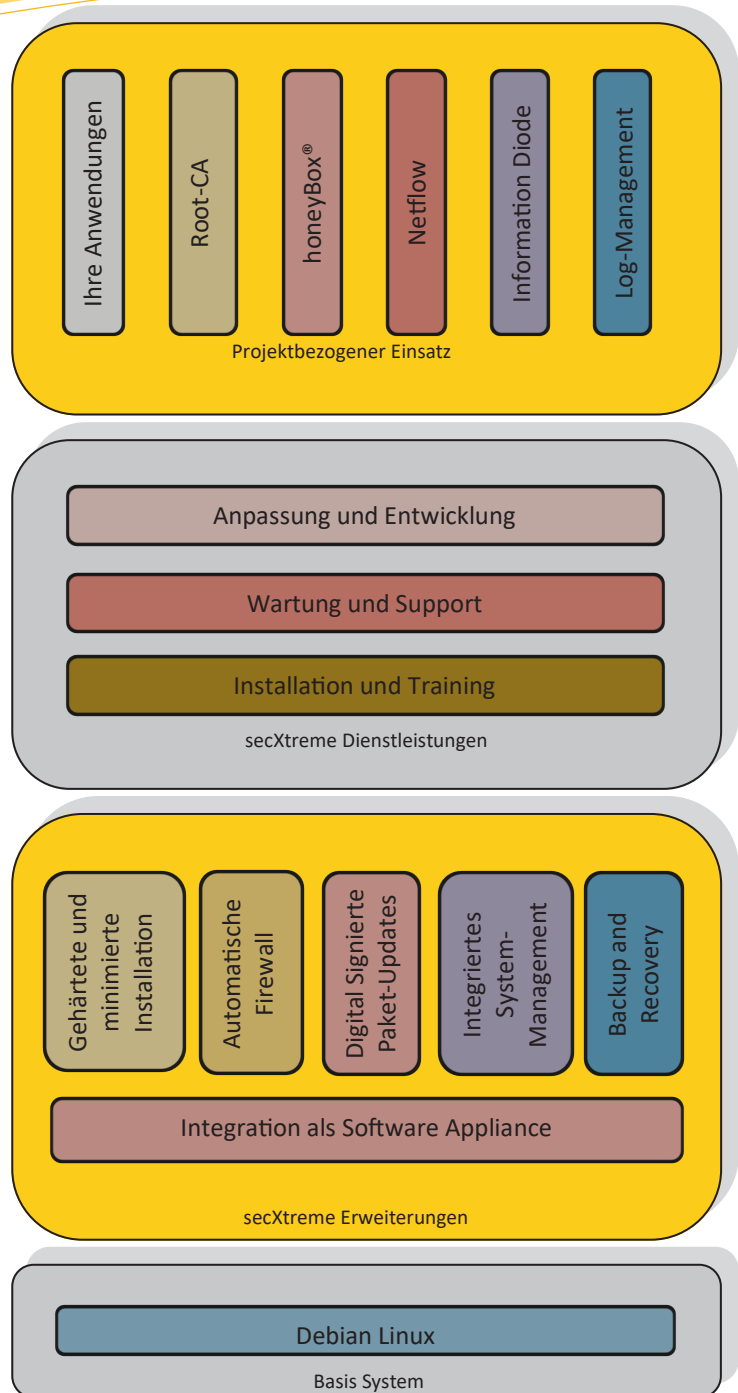 Ihre Anwendungen
Root-CA
honeyBox®
Netflow
Information Diode
Log-Management
Projektbezogener Einsatz
Anpassung und Entwicklung
Wartung und Support
Installation und Training
secXtreme Dienstleistungen
Gehärtete und
minimierte
Installation
Automatische
Firewall
Digital Signierte
Paket-Updates
Integriertes
System-
Management
Backup and
Recovery
Integration als Software Appliance
secXtreme Erweiterungen
Debian Linux
Basis System